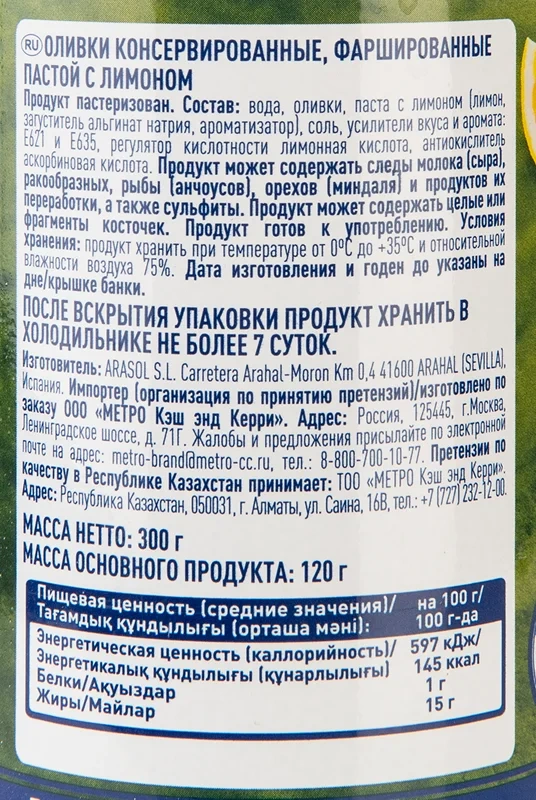 RU ОЛИВКИ КОНСЕРВИРОВАННЫЕ, ФАРШИРОВАННЫЕ
ПАСТОЙ С ЛИМОНОМ
Продукт пастеризован. Состав: вода, оливки, паста с лимоном (лимон,
загуститель альгинат натрия, ароматизатор), соль, усилители вкуса и аромата:
Е621 и Е635, регулятор кислотности лимонная кислота, антиокислитель
аскорбиновая кислота. Продукт может содержать следы молока (сыра),
ракообразных, рыбы (анчоусов), орехов (миндаля) и продуктов их
переработки, а также сульфиты. Продукт может содержать целые или
фрагменты косточек. Продукт готов к употреблению. Условия
хранения: продукт хранить при температуре от 0°С до +35°С и относительной
влажности воздуха 75%. Дата изготовления и годен до указаны на
дне/крышке банки.
ПОСЛЕ ВСКРЫТИЯ УПАКОВКИ ПРОДУКТ ХРАНИТЬ В
ХОЛОДИЛЬНИКЕ НЕ БОЛЕЕ 7 СУТОК.
Изготовитель: ARASOL S.L. Carretera Arahal-Moron Km 0,4 41600 ARAHAL (SEVILLA),
Испания. Импортер (организация по принятию претензий)/изготовлено по
заказу ООО «МЕТРО Кэш энд Керри». Адрес: Россия, 125445, г.Москва,
Ленинградское шоссе, д. 71Г. Жалобы и предложения присылайте по электронной
почте на адрес: metro-brand@metro-cc.ru, тел.: 8-800-700-10-77. Претензии по
качеству в Республике Казахстан принимает: ТОО «МЕТРО Кэш энд Керри».
Адрес: Республика Казахстан, 050031, г. Алматы, ул. Саина, 16В, тел.: +7 (727) 232-12-00.
МАССА НЕТТО: 300 г
МАССА ОСНОВНОГО ПРОДУКТА: 120 г
Пищевая ценность (средние значения)/ на 100 г/
Тағамдық құндылығы (орташа мәні): 100 г-да
Энергетическая ценность (каллорийность)/ 597 кДж/
Энергетикалық құндылығы (құнарлылығы) 145 ккал
Белки/Ақуыздар 1 г
Жиры/Майлар 15 г